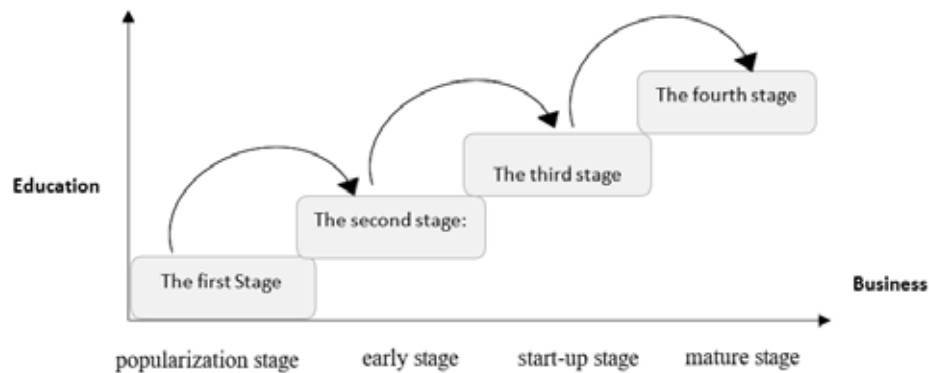 The fourth stage
The third stage
Education
The second stage:
The first Stage
Business
popularization stage
early stage
start-up stage
mature stage